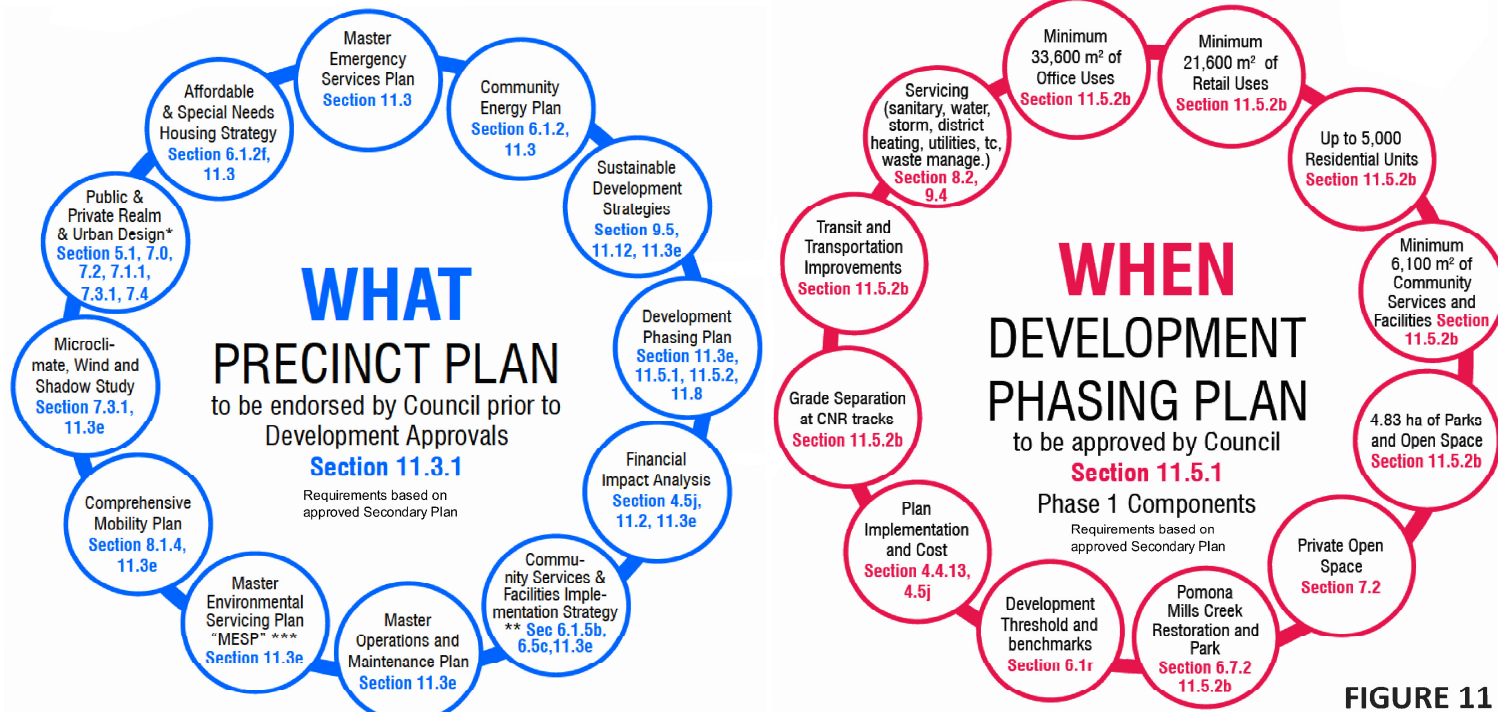 Master
Emergency
Services Plan
Section 11.3
Community
Energy Plan
Section 6.1.2,
11.3
Sustainable
Development
Strategies
Section 9.5,
11.12, 11.3e
Development
Phasing Plan
Section 11.3e,
11.5.1, 11.5.2,
11.8
Financial
Impact Analysis
Section 4.5j,
11.2, 11.3e
Commu-
nity Services &
Facilities Imple-
mentation Strategy
** Sec 6.1.5b,
6.5c,11.3e
Master
Operations and
Maintenance Plan
Section 11.3e
Master
Environmental
Servicing Plan
“MESP” ***
Section 11.3e
Comprehensive
Mobility Plan
Section 8.1.4,
11.3e
Microcli-
mate, Wind and
Shadow Study
Section 7.3.1,
11.3e
Public &
Private Realm
& Urban Design*
Section 5.1, 7.0,
7.2, 7.1.1,
7.3.1, 7.4
Affordable
& Special Needs
Housing Strategy
Section 6.1.2f,
11.3
WHAT
PRECINCT PLAN
to be endorsed by Council prior to
Development Approvals
Section 11.3.1
Requirements based on
approved Secondary Plan
Minimum
33,600 m² of
Office Uses
Section 11.5.2b
Minimum
21,600 m² of
Retail Uses
Section 11.5.2b
Up to 5,000
Residential Units
Section 11.5.2b
Minimum
6,100 m² of
Community
Services and
Facilities Section
11.5.2b
4.83 ha of Parks
and Open Space
Section 11.5.2b
Private Open
Space
Section 7.2
Pomona
Mills Creek
Restoration and
Park
Section 6.7.2
11.5.2b
Development
Threshold and
benchmarks
Section 6.1r
Plan
Implementation
and Cost
Section 4.4.13,
4.5j
Grade Separation
at CNR tracks
Section 11.5.2b
Transit and
Transportation
Improvements
Section 11.5.2b
Servicing
(sanitary, water,
storm, district
heating, utilities, tc,
waste manage.)
Section 8.2,
9.4
WHEN
DEVELOPMENT
PHASING PLAN
to be approved by Council
Section 11.5.1
Phase 1 Components
Requirements based on
approved Secondary Plan
FIGURE 11